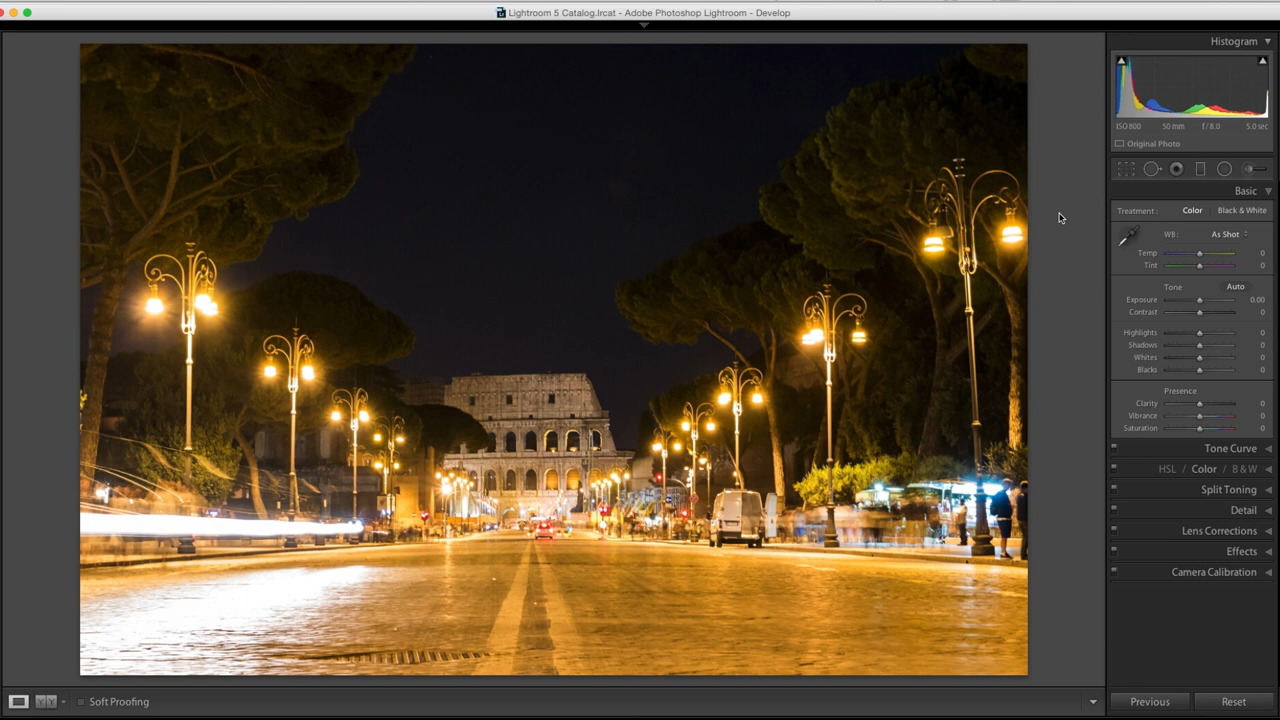 Lightroom 5 Catalog.lrcat - Adobe Photoshop Lightroom - Develop
Histogram
ISO 800 50 mm f / 8.0 5.0 sec
Original Photo
Basic
Treatment : Color Black & White
WB : As Shot
Temp 0
Tint 0
Tone Auto
Exposure 0.00
Contrast 0
Highlights 0
Shadows 0
Whites 0
Blacks 0
Presence
Clarity 0
Vibrance 0
Saturation 0
Tone Curve
HSL / Color / B & W
Split Toning
Detail
Lens Corrections
Effects
Camera Calibration
Y Y Soft Proofing Previous Reset